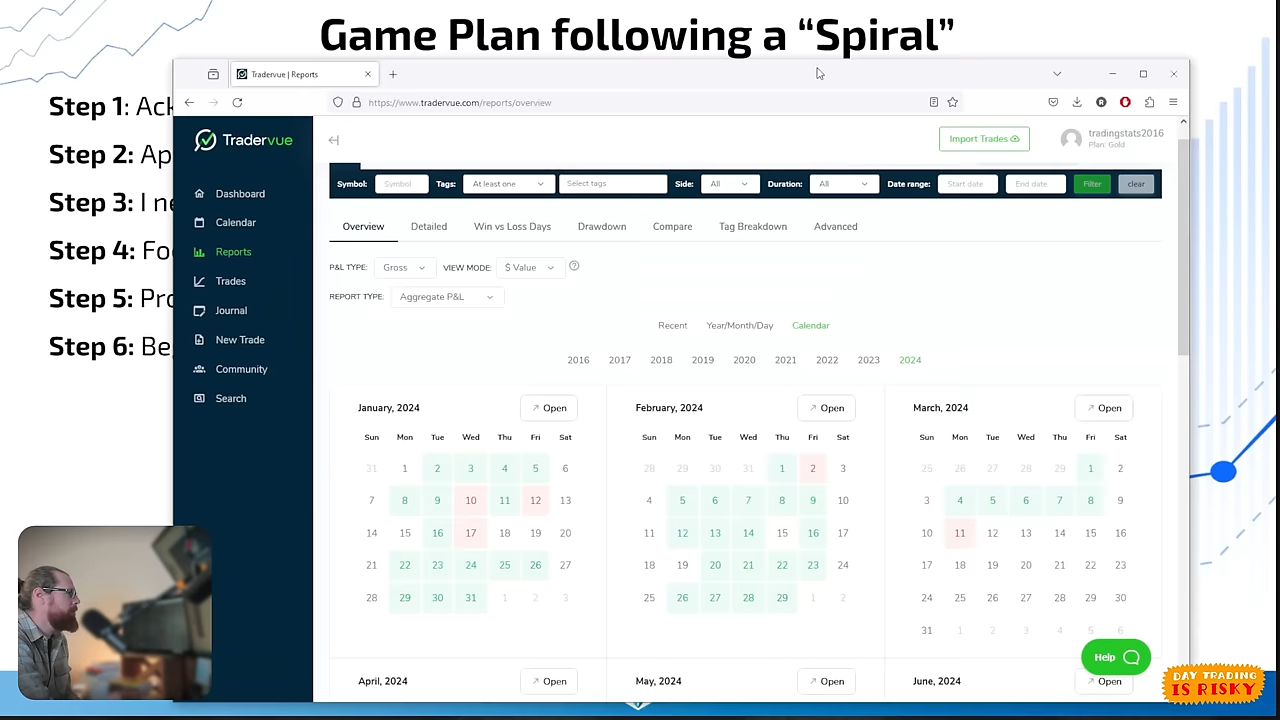 Game Plan following a “Spiral”
Tradervue | Reports
https://www.tradervue.com/reports/overview
Step 1: Ack
Step 2: Ap
Step 3: I ne
Step 4: Fo
Step 5: Pro
Step 6: Be
Tradervue
Dashboard
Calendar
Reports
Trades
Journal
New Trade
Community
Search
Import Trades
tradingstats2016
Plan: Gold
Symbol: Symbol Tags: At least one Select tags Side: All Duration: All Date range: Start date End date Filter clear
Overview Detailed Win vs Loss Days Drawdown Compare Tag Breakdown Advanced
P&L TYPE: Gross VIEW MODE: $ Value
REPORT TYPE: Aggregate P&L
Recent Year/Month/Day Calendar
2016 2017 2018 2019 2020 2021 2022 2023 2024
January, 2024 Open
Sun Mon Tue Wed Thu Fri Sat
31 1 2 3 4 5 6
7 8 9 10 11 12 13
14 15 16 17 18 19 20
21 22 23 24 25 26 27
28 29 30 31 1 2 3
February, 2024 Open
Sun Mon Tue Wed Thu Fri Sat
28 29 30 31 1 2 3
4 5 6 7 8 9 10
11 12 13 14 15 16 17
18 19 20 21 22 23 24
25 26 27 28 29 1 2
March, 2024 Open
Sun Mon Tue Wed Thu Fri Sat
25 26 27 28 29 1 2
3 4 5 6 7 8 9
10 11 12 13 14 15 16
17 18 19 20 21 22 23
24 25 26 27 28 29 30
31 1 2 3 4 5 6
April, 2024 Open
May, 2024 Open
June, 2024 Open
Help
DAY TRADING
IS RISKY